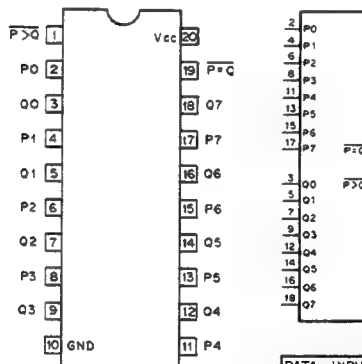 P>Q 1 Vcc 20
P0 2 19 P=Q
Q0 3 18 Q7
P1 4 17 P7
Q1 5 16 Q6
P2 6 15 P6
Q2 7 14 Q5
P3 8 13 P5
Q3 9 12 Q4
10 GND 11 P4
2 P0
4 P1
6 P2
8 P3
11 P4
13 P5
15 P6
17 P7
P=Q
3 Q0
P>Q
5 Q1
7 Q2
9 Q3
12 Q4
14 Q5
16 Q6
18 Q7
DATA INPU